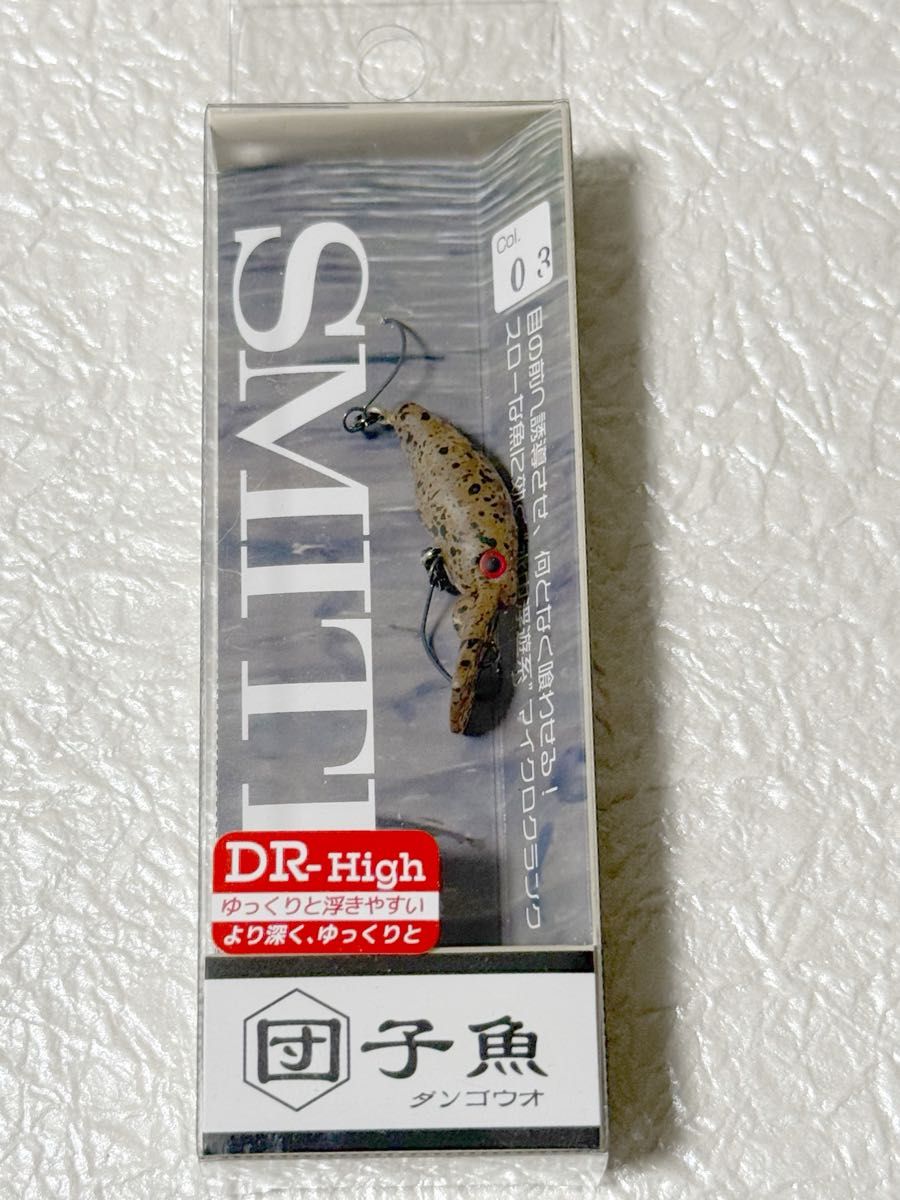 SMITH
Col.
03
目の前へ誘導させ、何となく喰わせる！
スローな魚に効く
マイクロクランク
DR-High
ゆっくりと浮きやすい
より深く、ゆっくりと
団子魚
ダンゴウオ